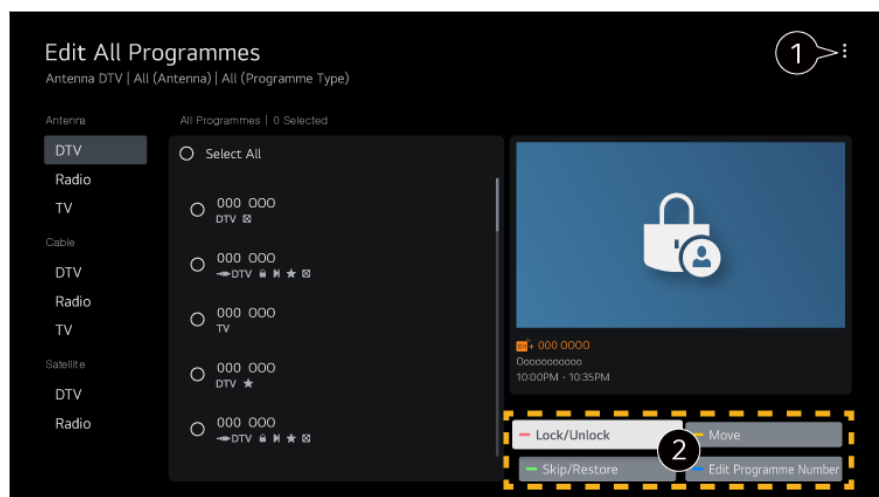 Edit All Programmes
Antenna DTV | All (Antenna) | All (Programme Type)
1
Antenna
All Programmes | 0 Selected
DTV
Radio
TV
Cable
DTV
Radio
TV
Satellite
DTV
Radio
Select All
000 000
DTV
000 000
DTV
000 000
TV
000 000
DTV
000 000
DTV
CH+ 000 0000
Oooooooooo
10:00PM - 10:35PM
Lock/Unlock
Move
2
Skip/Restore
Edit Programme Number